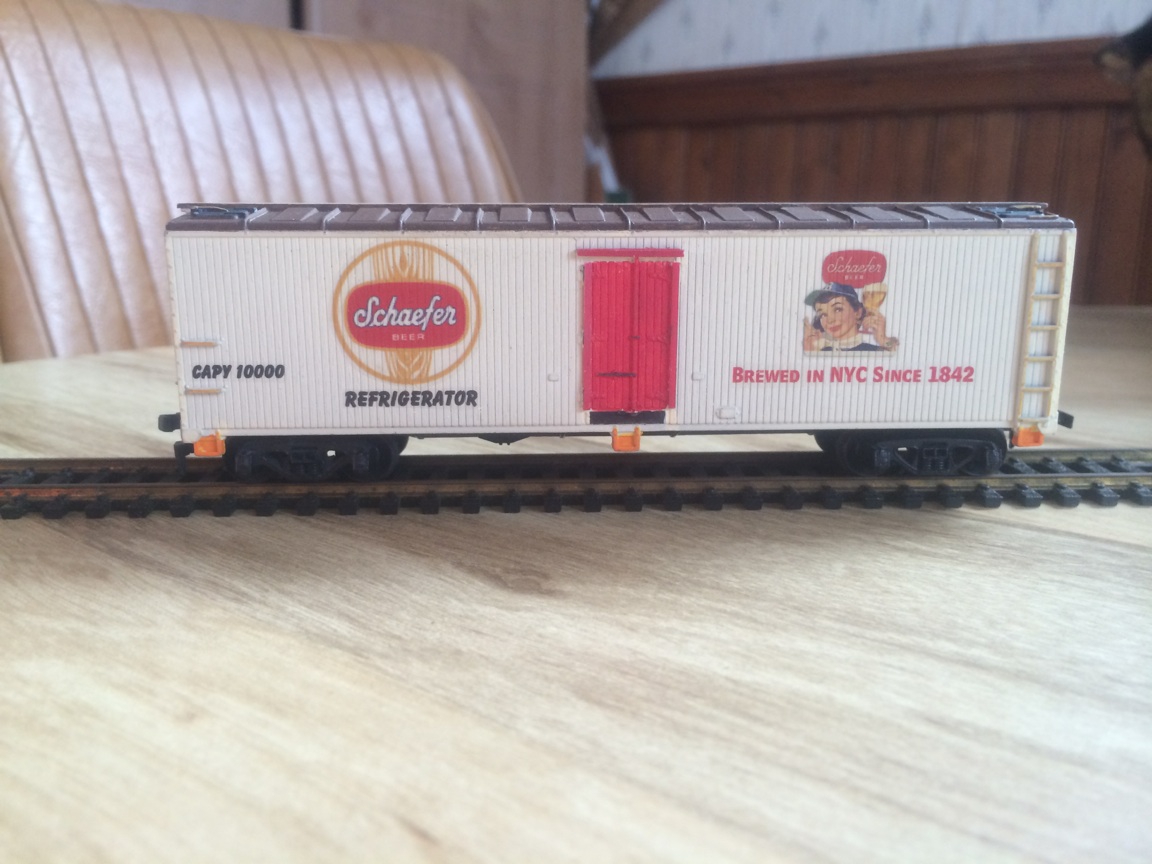 Schaefer
BEER
CAPY 10000
REFRIGERATOR
Schaefer
BEER
BREWED IN NYC SINCE 1842